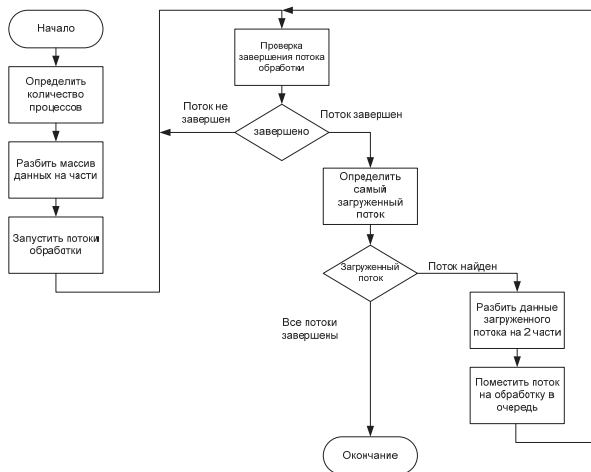 Начало
Определить
количество
процессов
Разбить массив
данных на части
Запустить потоки
обработки
Проверка
завершения потока
обработки
Поток не
завершен
завершено
Поток завершен
Определить
самый
загруженный
поток
Загруженный
поток
Поток найден
Все потоки
завершены
Разбить данные
загруженного
потока на 2 части
Поместить поток
на обработку в
очередь
Окончание